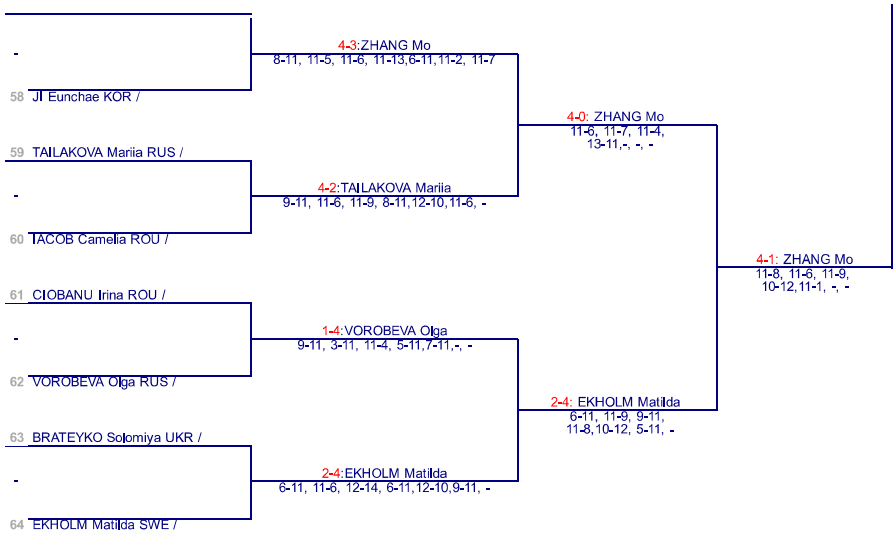 -
4-3:ZHANG Mo
8-11, 11-5, 11-6, 11-13,6-11,11-2, 11-7
58 JI Eunchae KOR /
4-0: ZHANG Mo
11-6, 11-7, 11-4,
13-11,-, -, -
59 TAILAKOVA Mariia RUS /
-
4-2:TAILAKOVA Mariia
9-11, 11-6, 11-9, 8-11,12-10,11-6, -
60 IACOB Camelia ROU /
4-1: ZHANG Mo
11-8, 11-6, 11-9,
10-12,11-1, -, -
61 CIOBANU Irina ROU /
-
1-4:VOROBEVA Olga
9-11, 3-11, 11-4, 5-11,7-11,-, -
62 VOROBEVA Olga RUS /
2-4: EKHOLM Matilda
6-11, 11-9, 9-11,
11-8,10-12, 5-11, -
63 BRATEYKO Solomiya UKR /
-
2-4:EKHOLM Matilda
6-11, 11-6, 12-14, 6-11,12-10,9-11, -
64 EKHOLM Matilda SWE /